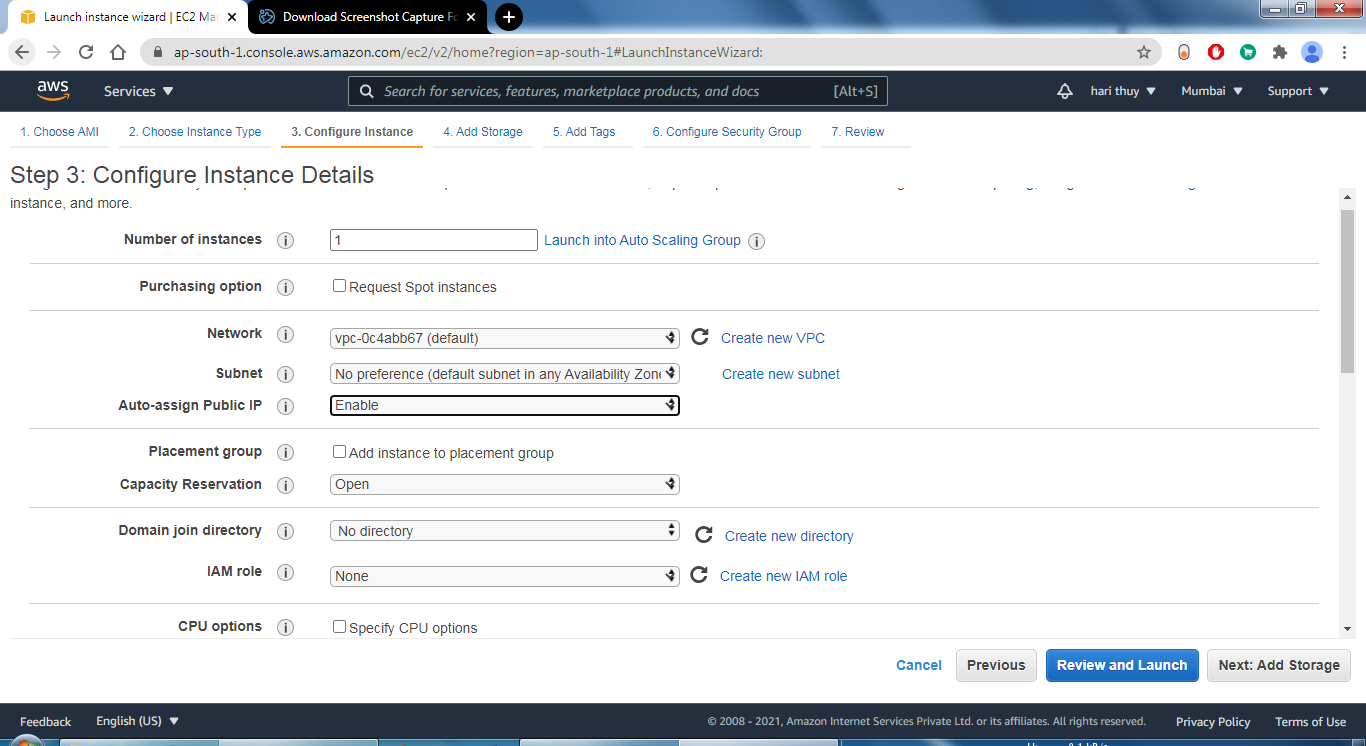 Launch instance wizard | EC2 Mar
Download Screenshot Capture Fo
ap-south-1.console.aws.amazon.com/ec2/v2/home?region=ap-south-1#LaunchInstanceWizard:
aws
Services
Search for services, features, marketplace products, and docs
[Alt+S]
hari thuy
Mumbai
Support
1. Choose AMI
2. Choose Instance Type
3. Configure Instance
4. Add Storage
5. Add Tags
6. Configure Security Group
7. Review
Step 3: Configure Instance Details
instance, and more.
Number of instances
1
Launch into Auto Scaling Group
Purchasing option
Request Spot instances
Network
vpc-0c4abb67 (default)
Create new VPC
Subnet
No preference (default subnet in any Availability Zone
Create new subnet
Auto-assign Public IP
Enable
Placement group
Add instance to placement group
Capacity Reservation
Open
Domain join directory
No directory
Create new directory
IAM role
None
Create new IAM role
CPU options
Specify CPU options
Cancel
Previous
Review and Launch
Next: Add Storage
Feedback
English (US)
© 2008 - 2021, Amazon Internet Services Private Ltd. or its affiliates. All rights reserved.
Privacy Policy
Terms of Use